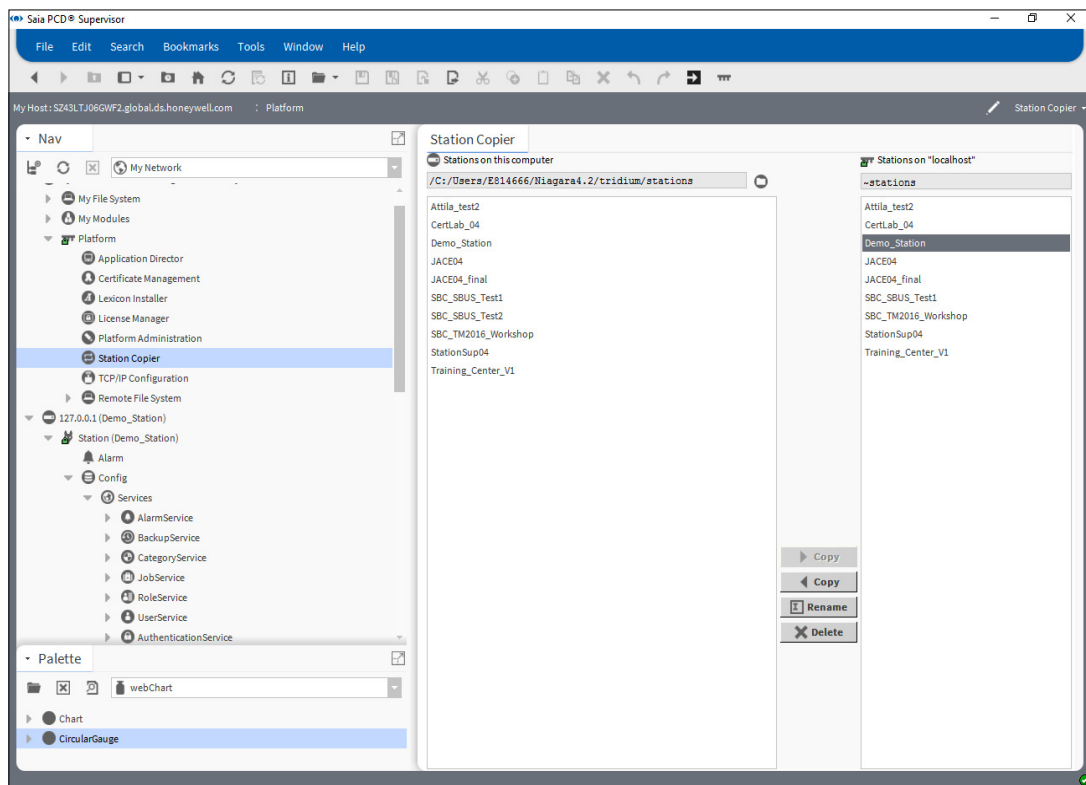 Saia PCD® Supervisor
File Edit Search Bookmarks Tools Window Help
My Host : SZ43LTJ06GWF2.global.ds.honeywell.com : Platform
Station Copier
Nav
My Network
My File System
My Modules
Platform
Application Director
Certificate Management
Lexicon Installer
License Manager
Platform Administration
Station Copier
TCP/IP Configuration
Remote File System
127.0.0.1 (Demo_Station)
Station (Demo_Station)
Alarm
Config
Services
AlarmService
BackupService
CategoryService
JobService
RoleService
UserService
AuthenticationService
Palette
webChart
Chart
CircularGauge
Station Copier
Stations on this computer
/C:/Users/E814666/Niagara4.2/tridium/stations
Attila_test2
CertLab_04
Demo_Station
JACE04
JACE04_final
SBC_SBUS_Test1
SBC_SBUS_Test2
SBC_TM2016_Workshop
StationSup04
Training_Center_V1
Copy
Copy
Rename
Delete
Stations on "localhost"
~stations
Attila_test2
CertLab_04
Demo_Station
JACE04
JACE04_final
SBC_SBUS_Test1
SBC_TM2016_Workshop
StationSup04
Training_Center_V1